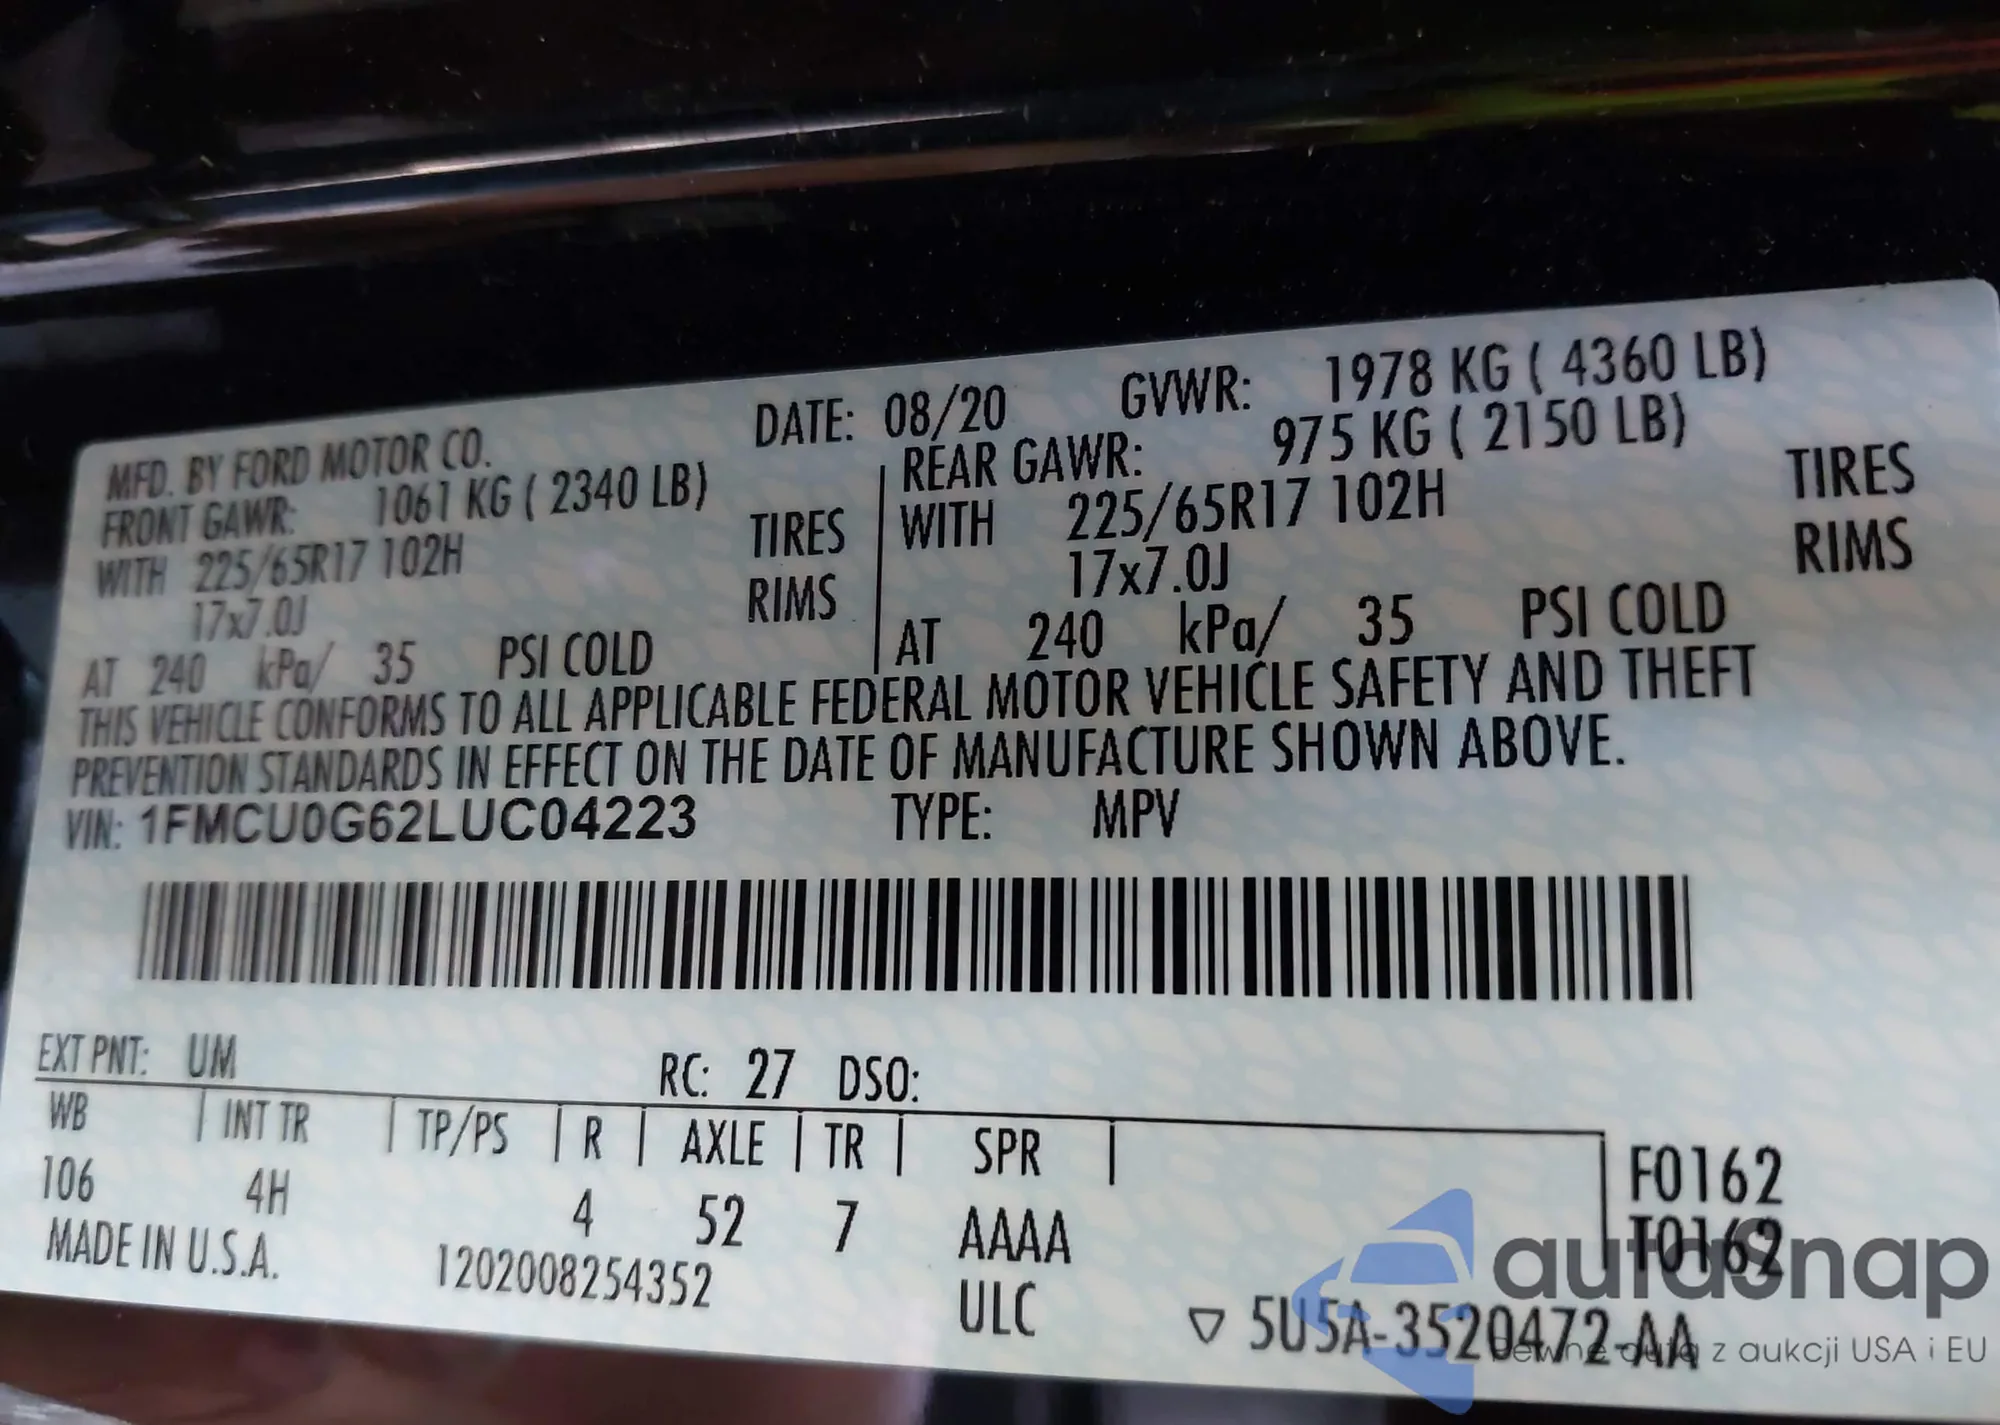 MFD. BY FORD MOTOR CO. DATE: 08/20 GVWR: 1978 KG ( 4360 LB)
FRONT GAWR: 1061 KG ( 2340 LB) REAR GAWR: 975 KG ( 2150 LB)
WITH 225/65R17 102H TIRES WITH 225/65R17 102H TIRES
17x7.0J RIMS 17x7.0J RIMS
AT 240 kPa/ 35 PSI COLD AT 240 kPa/ 35 PSI COLD
THIS VEHICLE CONFORMS TO ALL APPLICABLE FEDERAL MOTOR VEHICLE SAFETY AND THEFT
PREVENTION STANDARDS IN EFFECT ON THE DATE OF MANUFACTURE SHOWN ABOVE.
VIN: 1FMCU0G62LUC04223 TYPE: MPV
EXT PNT: UM RC: 27 DSO:
WB INT TR TP/PS R AXLE TR SPR
106 4H 4 52 7 AAAA
F0162
T0162
MADE IN U.S.A. 1202008254352 ULC
5U5A-3520472-AA
autosnap
Pewne auta z aukcji USA i EU